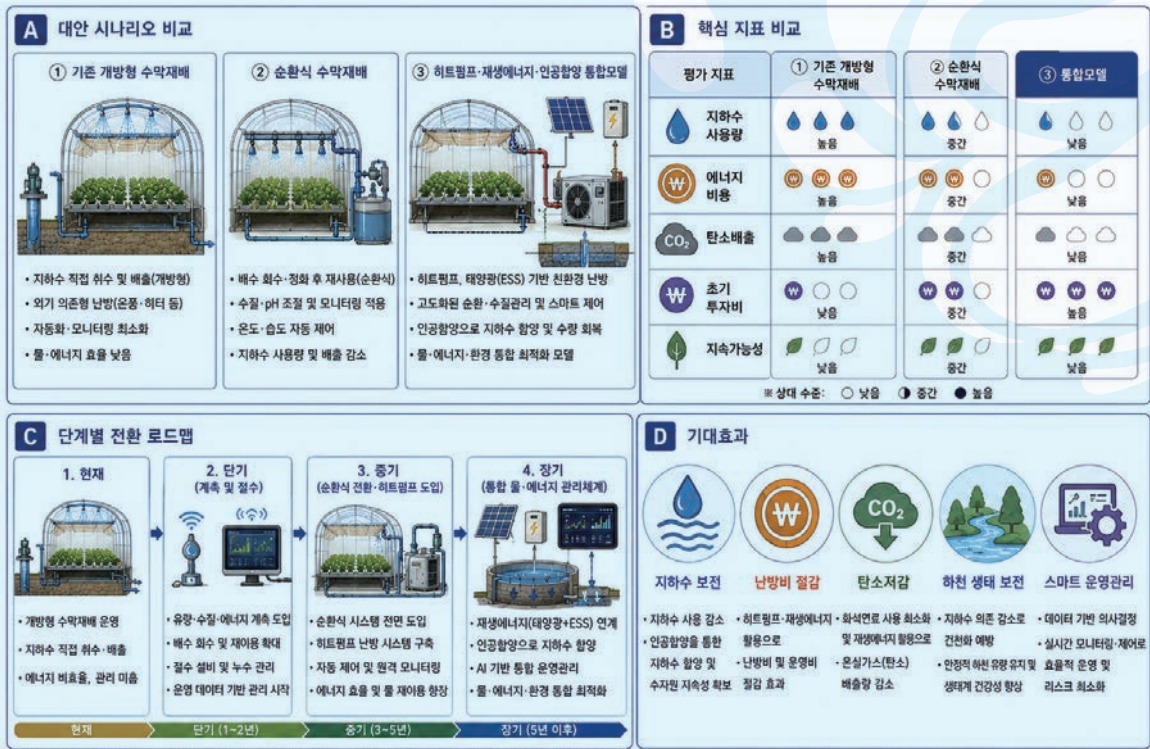 A 대안 시나리오 비교
① 기존 개방형 수막재배
• 지하수 직접 취수 및 배출(개방형)
• 외기 의존형 난방(온풍·히터 등)
• 자동화·모니터링 최소화
• 물·에너지 효율 낮음
② 순환식 수막재배
• 배수 회수·정화 후 재사용(순환식)
• 수질·pH 조절 및 모니터링 적용
• 온도·습도 자동 제어
• 지하수 사용량 및 배출 감소
③ 히트펌프·재생에너지·인공함양 통합모델
• 히트펌프, 태양광(ESS) 기반 친환경 난방
• 고도화된 순환·수질관리 및 스마트 제어
• 인공함양으로 지하수 함양 및 수량 회복
• 물·에너지·환경 통합 최적화 모델
B 핵심 지표 비교
평가 지표
① 기존 개방형
수막재배
② 순환식
수막재배
③ 통합모델
지하수
사용량
높음
중간
낮음
에너지
비용
높음
중간
낮음
CO₂
탄소배출
높음
중간
낮음
초기
투자비
낮음
중간
높음
지속가능성
낮음
중간
낮음
※ 상대 수준: ○ 낮음 ◑ 중간 ● 높음
C 단계별 전환 로드맵
1. 현재
• 개방형 수막재배 운영
• 지하수 직접 취수·배출
• 에너지 비효율, 관리 미흡
2. 단기
(계측 및 절수)
• 유량·수질·에너지 계측 도입
• 배수 회수 및 재이용 확대
• 절수 설비 및 누수 관리
• 운영 데이터 기반 관리 시작
3. 중기
(순환식 전환·히트펌프 도입)
• 순환식 시스템 전면 도입
• 히트펌프 난방 시스템 구축
• 자동 제어 및 원격 모니터링
• 에너지 효율 및 물 재이용 향상
4. 장기
(통합 물·에너지 관리체계)
• 재생에너지(태양광+ESS) 연계
• 인공함양으로 지하수 함양
• AI 기반 통합 운영관리
• 물·에너지·환경 통합 최적화
현재
단기 (1~2년)
중기 (3~5년)
장기 (5년 이후)
D 기대효과
지하수 보전
• 지하수 사용 감소
• 인공함양을 통한
지하수 함양 및
수자원 지속성 확보
₩
난방비 절감
• 히트펌프·재생에너지
활용으로
• 난방비 및 운영비
절감 효과
CO₂
탄소저감
• 화석연료 사용 최소화
및 재생에너지 활용으로
• 온실가스(탄소)
배출량 감소
하천 생태 보전
• 지하수 의존 감소로
건천화 예방
• 안정적 하천 유량 유지 및
생태계 건강성 향상
스마트 운영관리
• 데이터 기반 의사결정
• 실시간 모니터링·제어로
효율적 운영 및
리스크 최소화